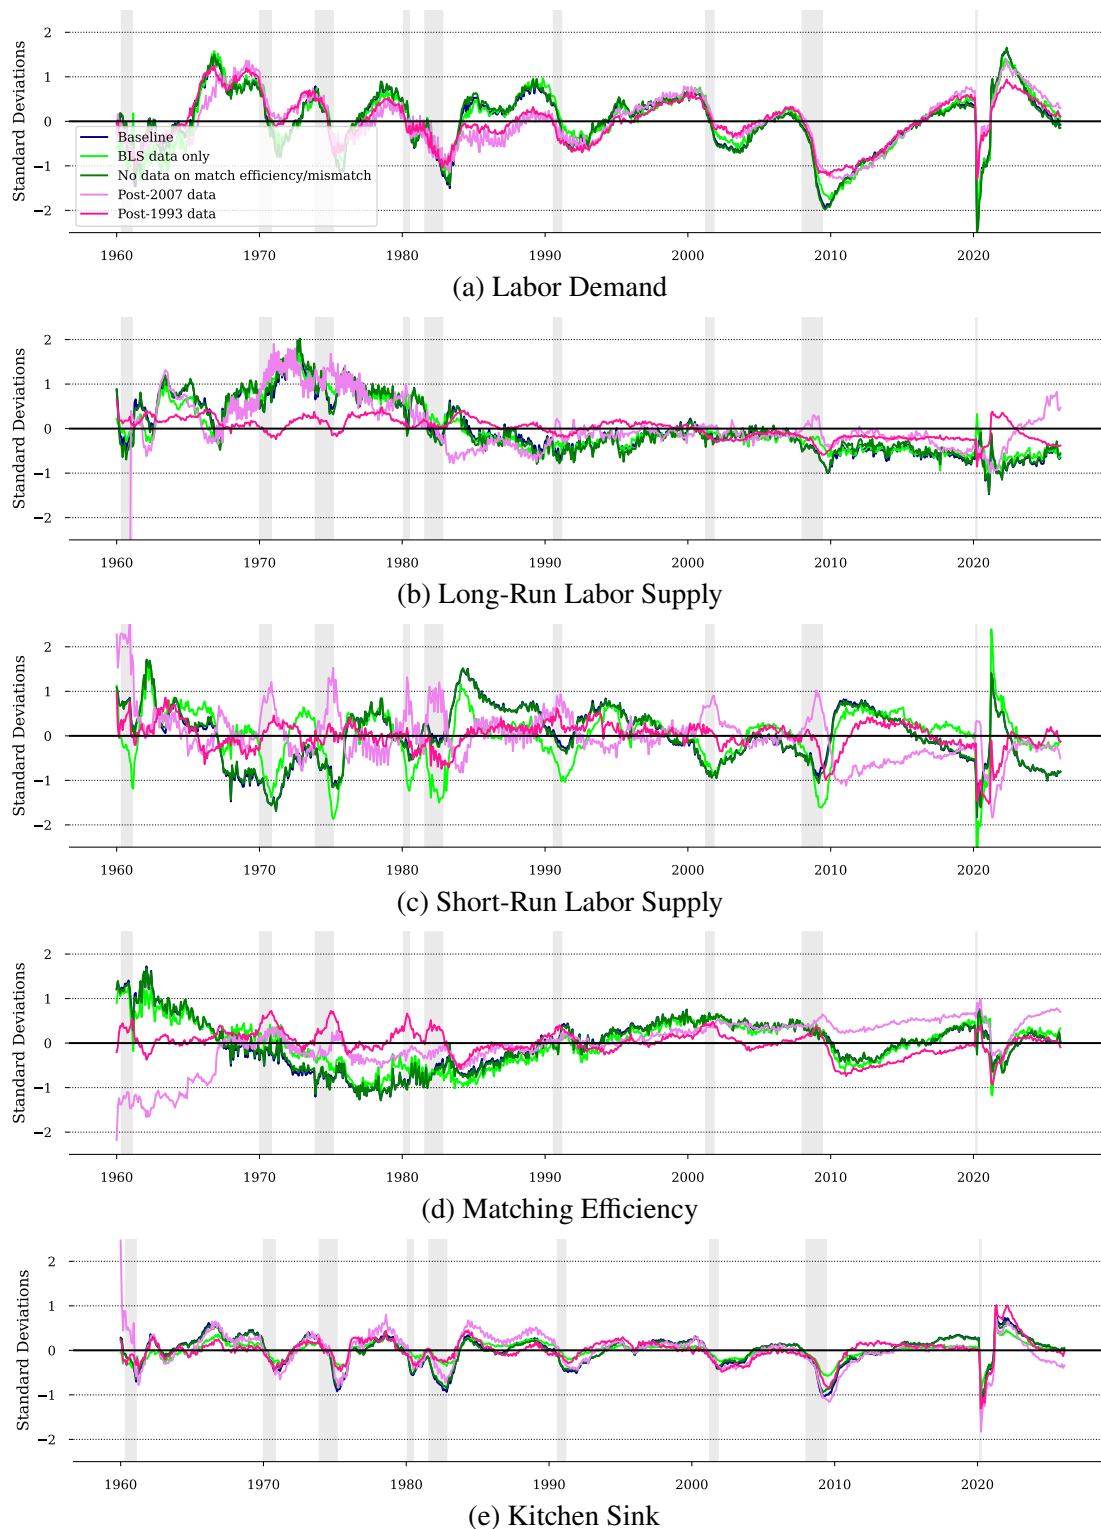 Standard Deviations
2
1
0
−1
−2
Baseline
BLS data only
No data on match efficiency/mismatch
Post-2007 data
Post-1993 data
1960 1970 1980 1990 2000 2010 2020
(a) Labor Demand
Standard Deviations
2
1
0
−1
−2
1960 1970 1980 1990 2000 2010 2020
(b) Long-Run Labor Supply
Standard Deviations
2
1
0
−1
−2
1960 1970 1980 1990 2000 2010 2020
(c) Short-Run Labor Supply
Standard Deviations
2
1
0
−1
−2
1960 1970 1980 1990 2000 2010 2020
(d) Matching Efficiency
Standard Deviations
2
1
0
−1
−2
1960 1970 1980 1990 2000 2010 2020
(e) Kitchen Sink